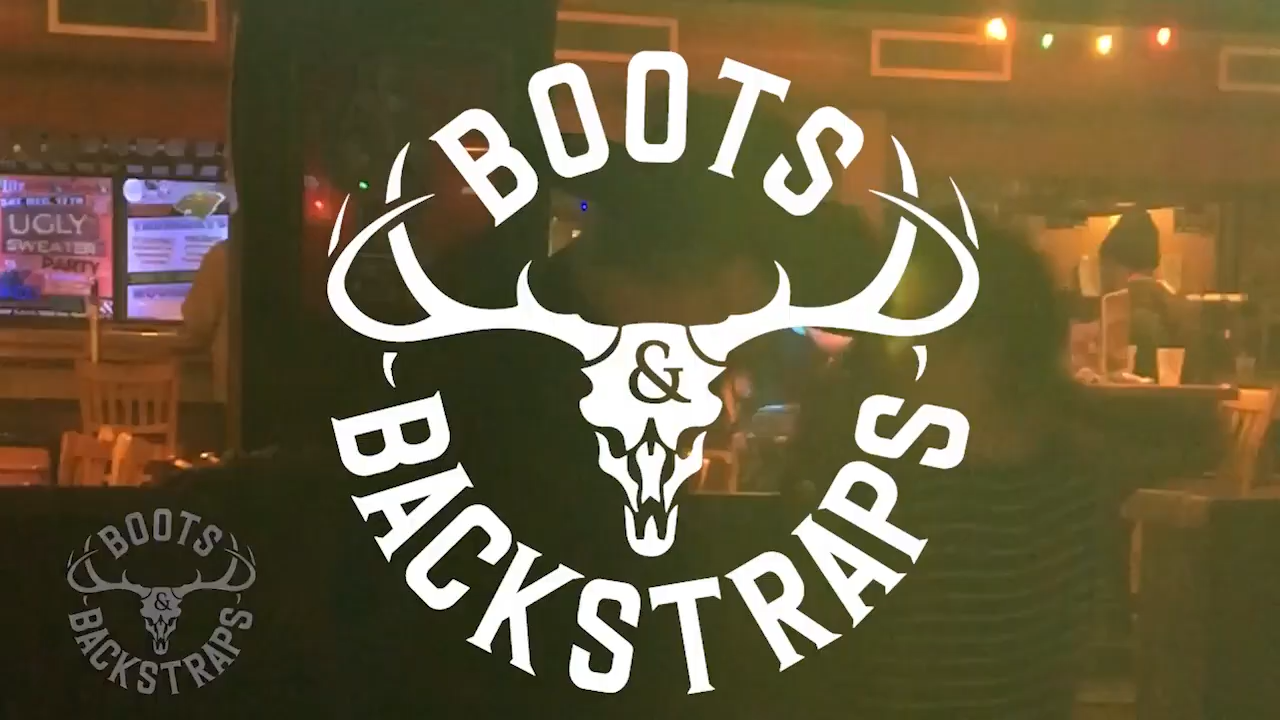 BOOTS
&
BACKSTRAPS
UGLY
SWEATER
PARTY
BOOTS
&
BACKSTRAPS